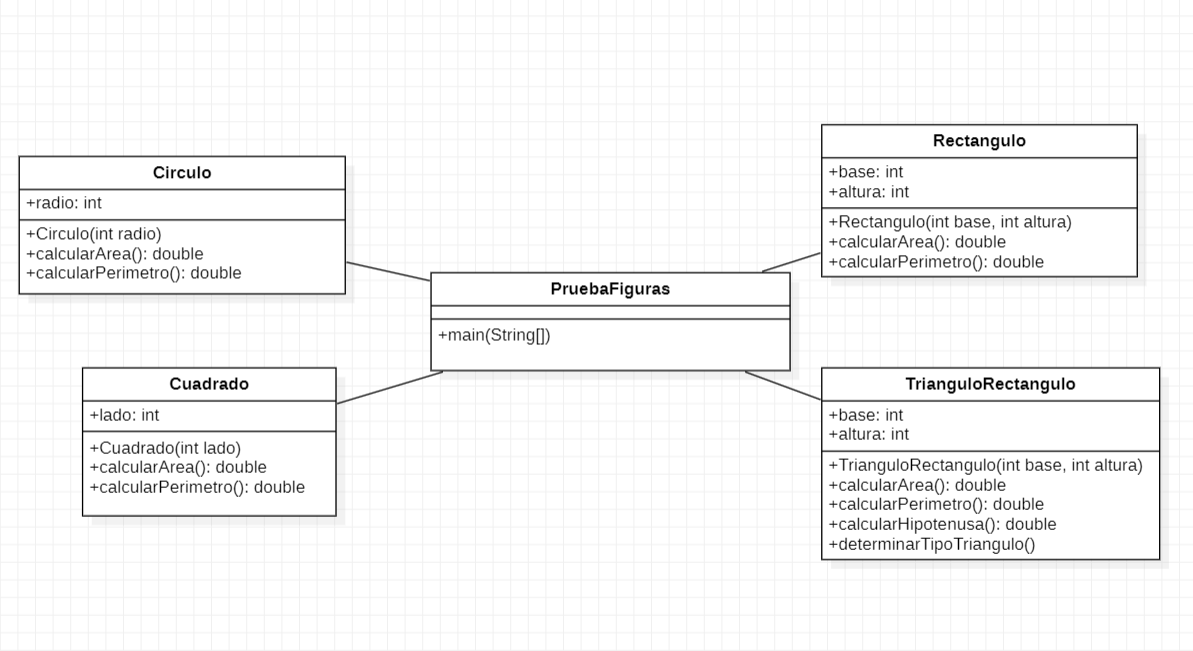 Circulo
+radio: int
+Circulo(int radio)
+calcularArea(): double
+calcularPerimetro(): double
Rectangulo
+base: int
+altura: int
+Rectangulo(int base, int altura)
+calcularArea(): double
+calcularPerimetro(): double
PruebaFiguras
+main(String[])
Cuadrado
+lado: int
+Cuadrado(int lado)
+calcularArea(): double
+calcularPerimetro(): double
TrianguloRectangulo
+base: int
+altura: int
+TrianguloRectangulo(int base, int altura)
+calcularArea(): double
+calcularPerimetro(): double
+calcularHipotenusa(): double
+determinarTipoTriangulo()